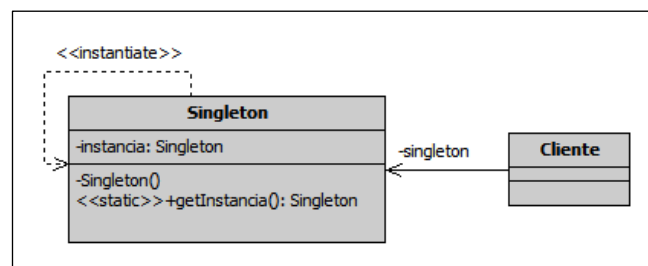 <<instantiate>>
Singleton
-instancia: Singleton
-Singleton()
<<static>>+getInstancia(): Singleton
-singleton
Cliente